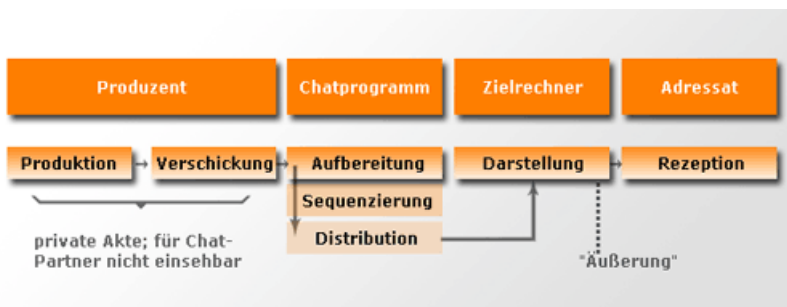 Produzent
Chatprogramm
Zielrechner
Adressat
Produktion
Verschickung
Aufbereitung
Darstellung
Rezeption
Sequenzierung
Distribution
private Akte; für Chat-
Partner nicht einsehbar
"Äußerung"